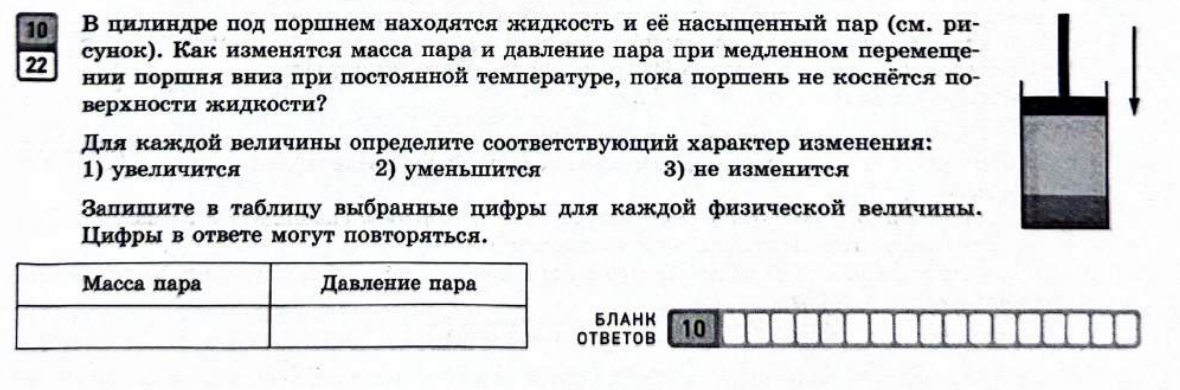 10
22
В цилиндре под поршнем находятся жидкость и её насыщенный пар (см. ри-
сунок). Как изменятся масса пара и давление пара при медленном перемеще-
нии поршня вниз при постоянной температуре, пока поршень не коснётся по-
верхности жидкости?
Для каждой величины определите соответствующий характер изменения:
1) увеличится 2) уменьшится 3) не изменится
Запишите в таблицу выбранные цифры для каждой физической величины.
Цифры в ответе могут повторяться.
Масса пара Давление пара
БЛАНК
ОТВЕТОВ 10